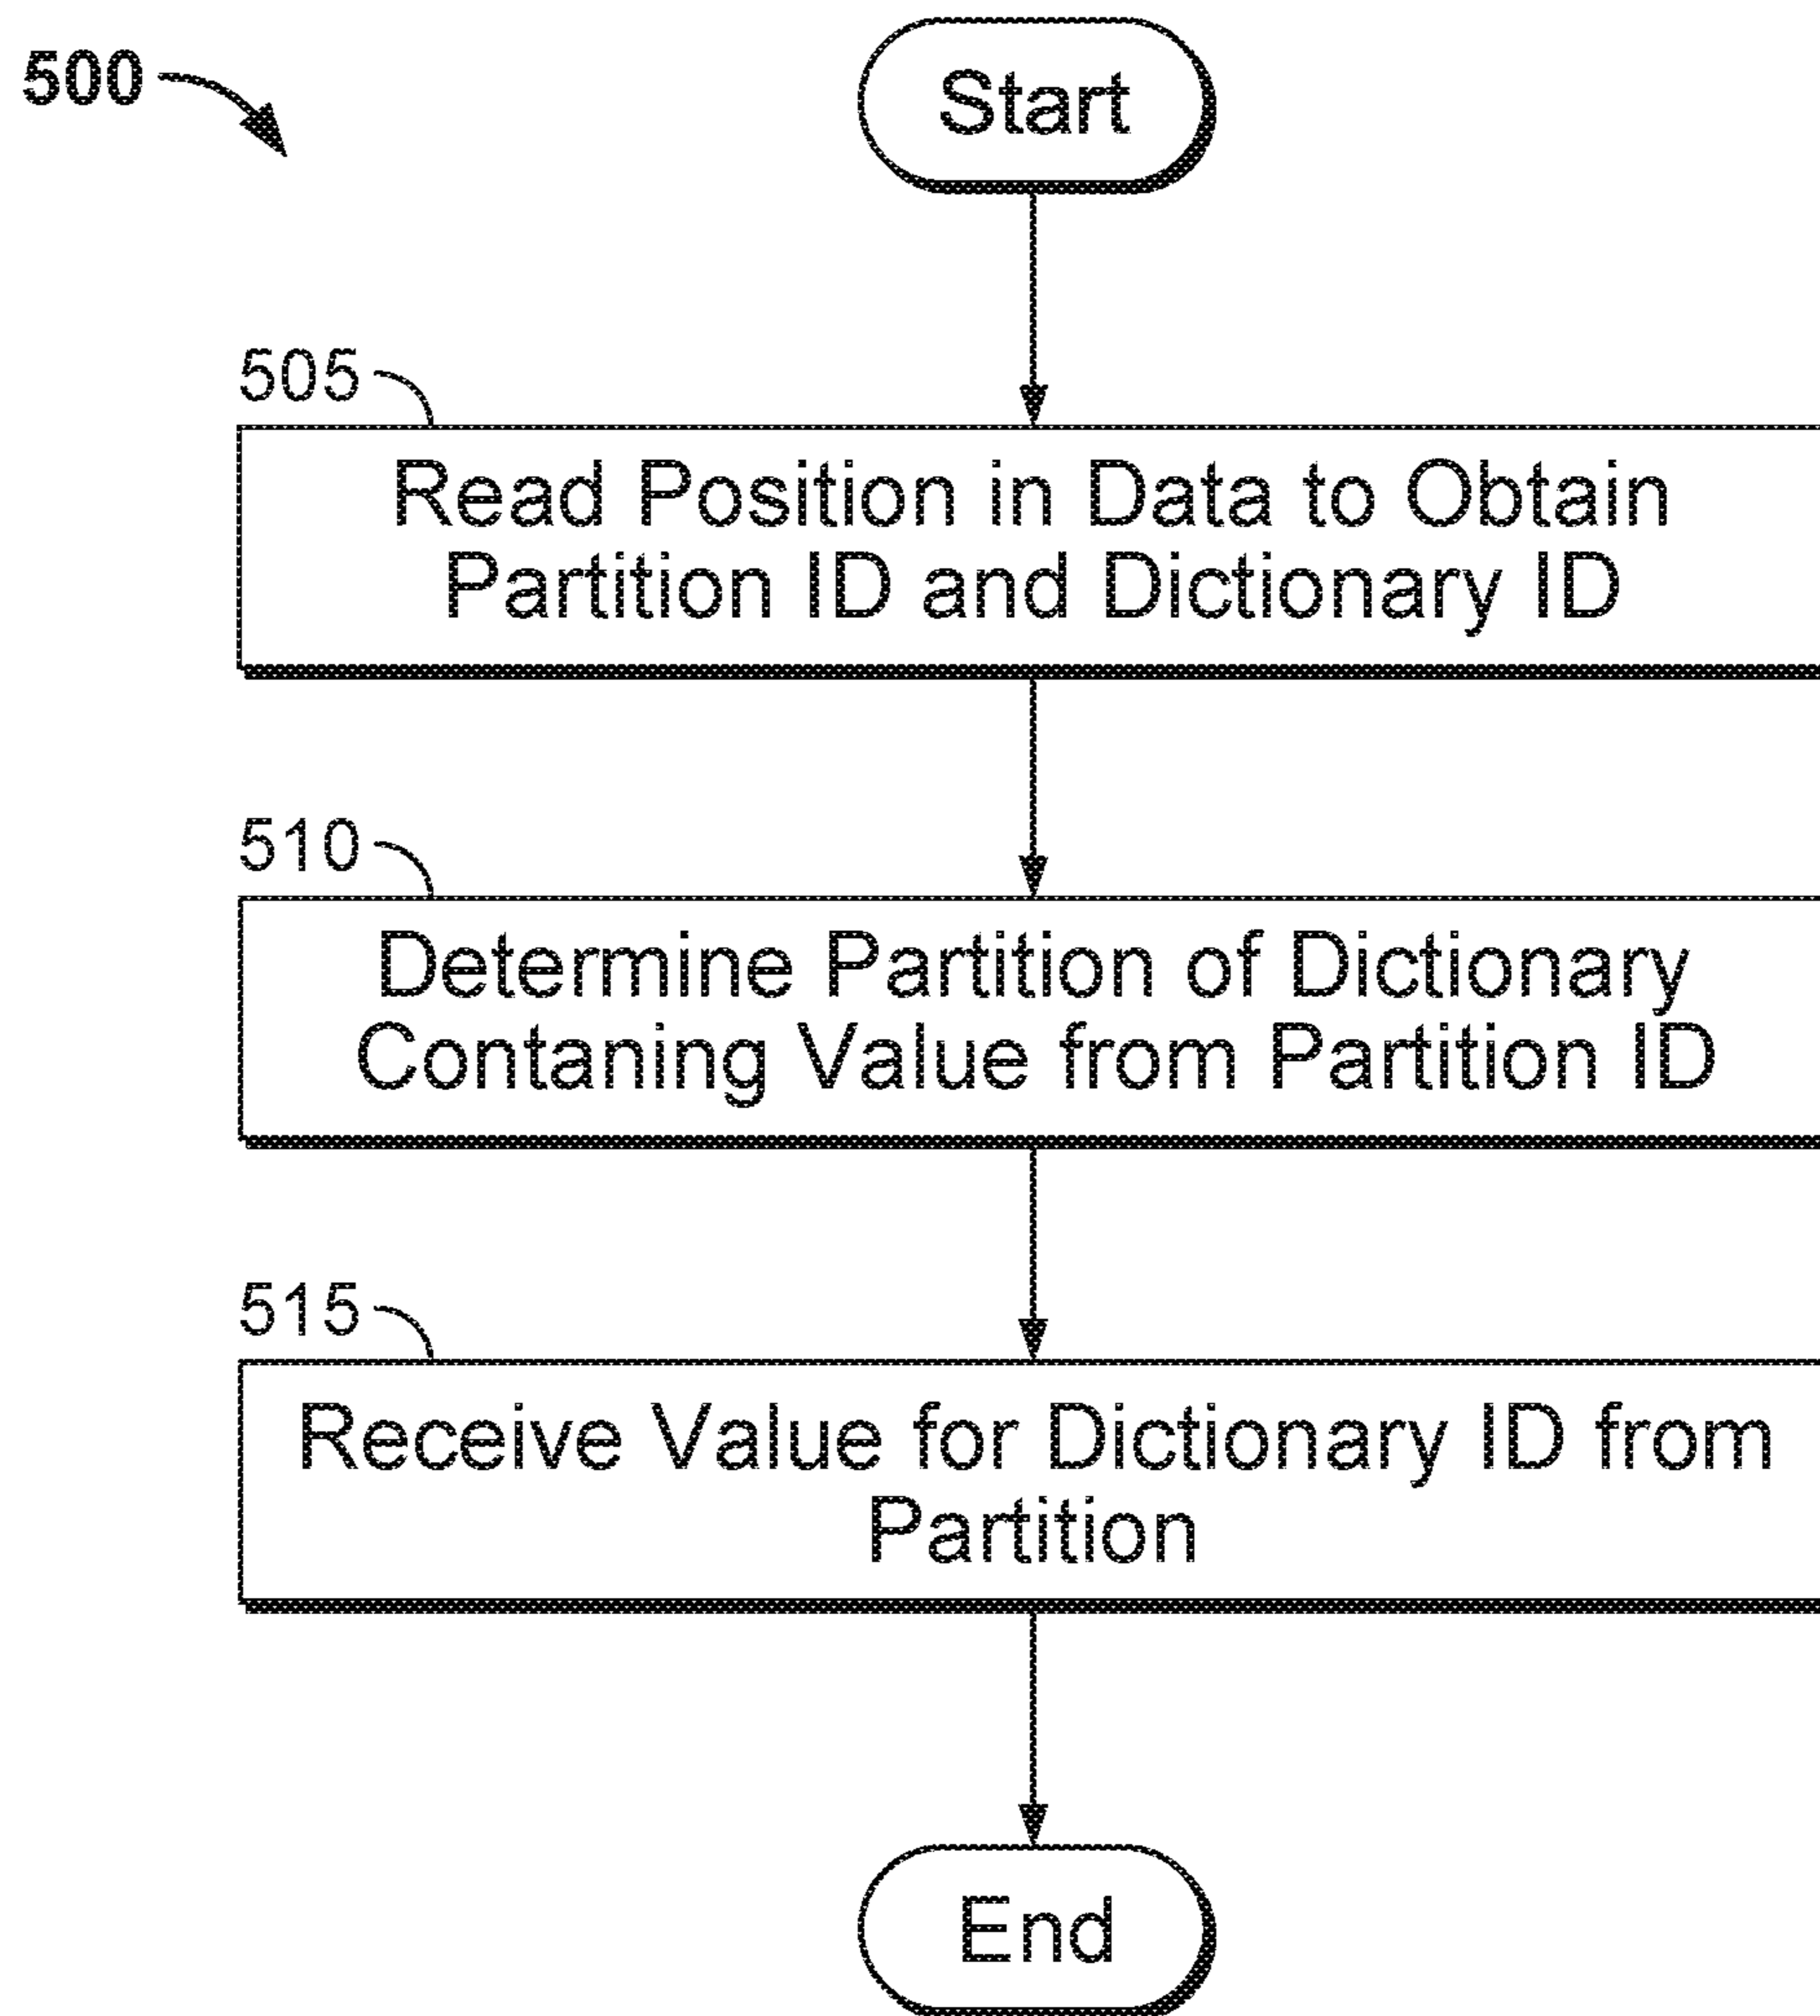 500
Start
505
Read Position in Data to Obtain
Partition ID and Dictionary ID
510
Determine Partition of Dictionary
Contaning Value from Partition ID
515
Receive Value for Dictionary ID from
Partition
End